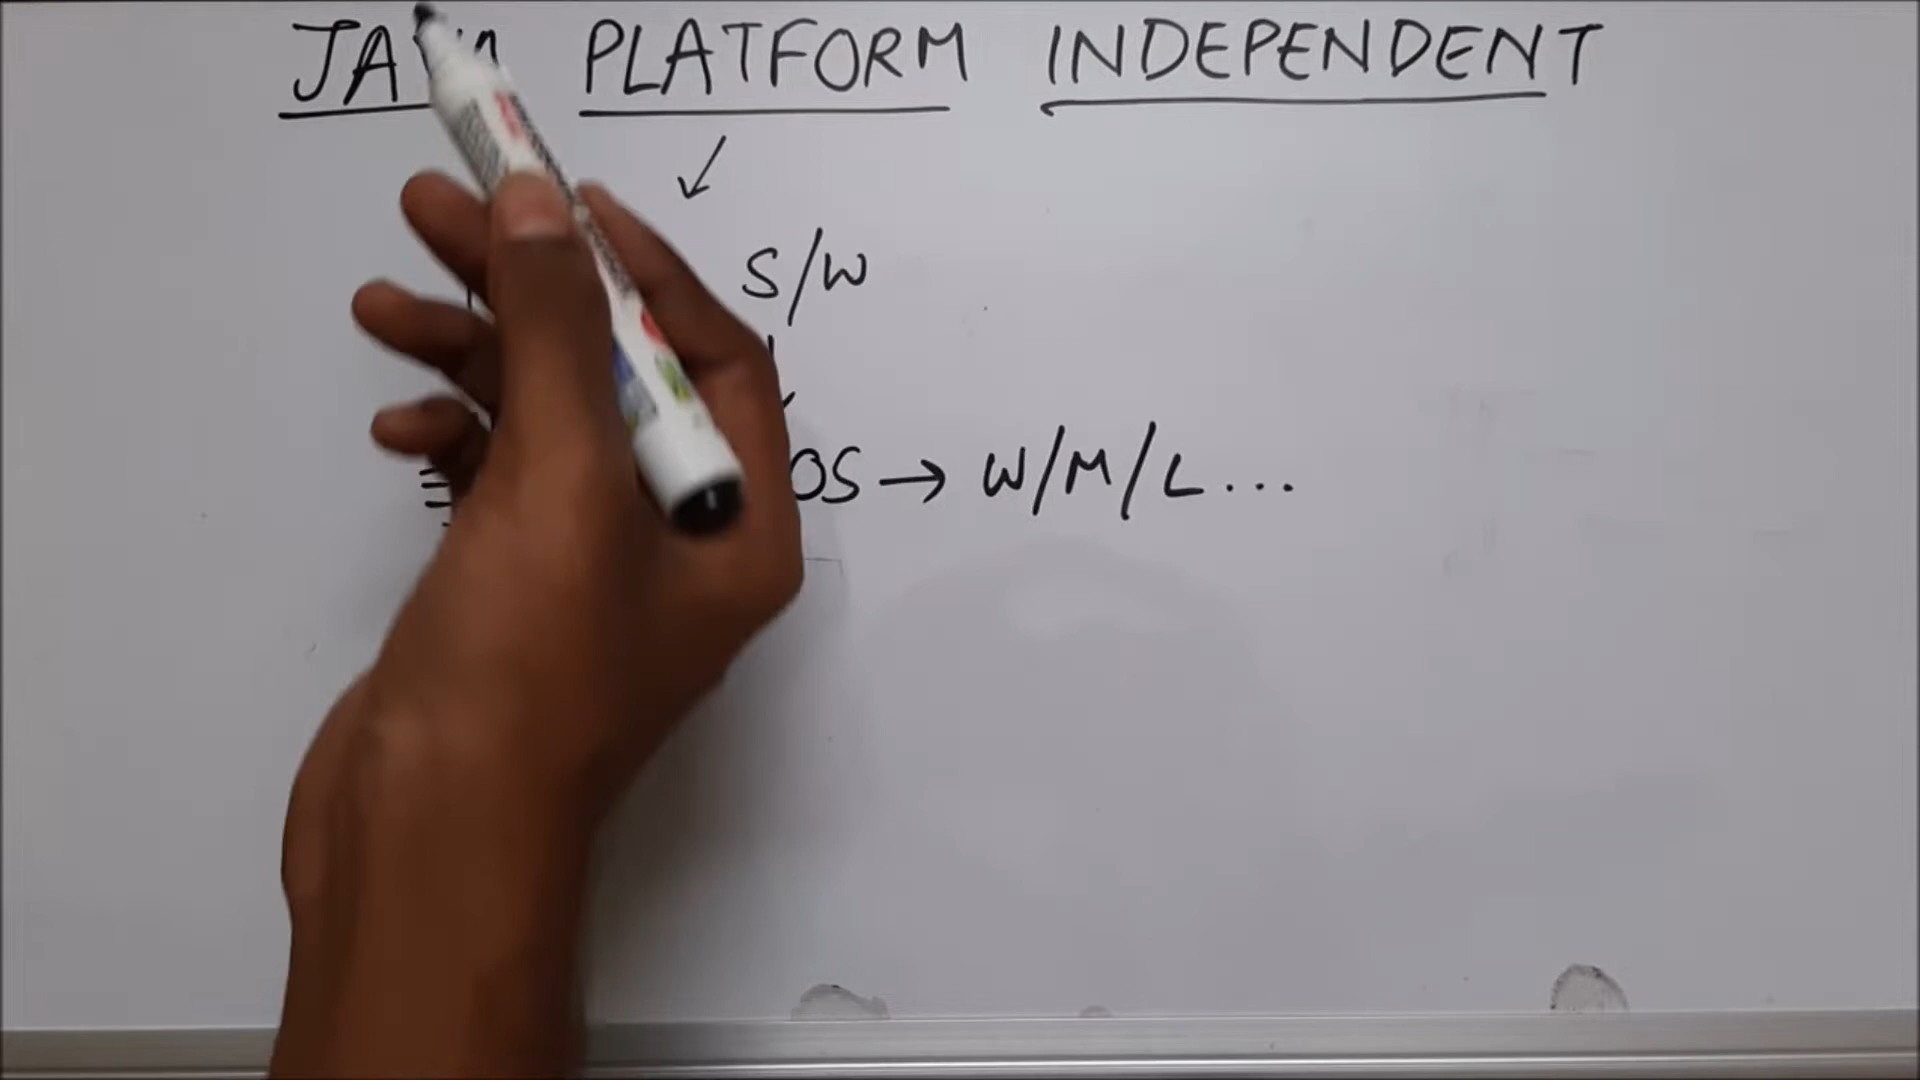 PLATFORM INDEPENDENT
S/W
OS → W/M/L...